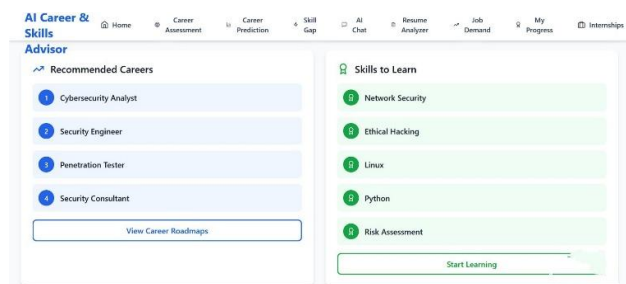 AI Career &
Skills
Advisor
Home
Career
Assessment
Career
Prediction
Skill
Gap
AI
Chat
Resume
Analyzer
Job
Demand
My
Progress
Internships
Recommended Careers
1 Cybersecurity Analyst
2 Security Engineer
3 Penetration Tester
4 Security Consultant
View Career Roadmaps
Skills to Learn
Network Security
Ethical Hacking
Linux
Python
Risk Assessment
Start Learning